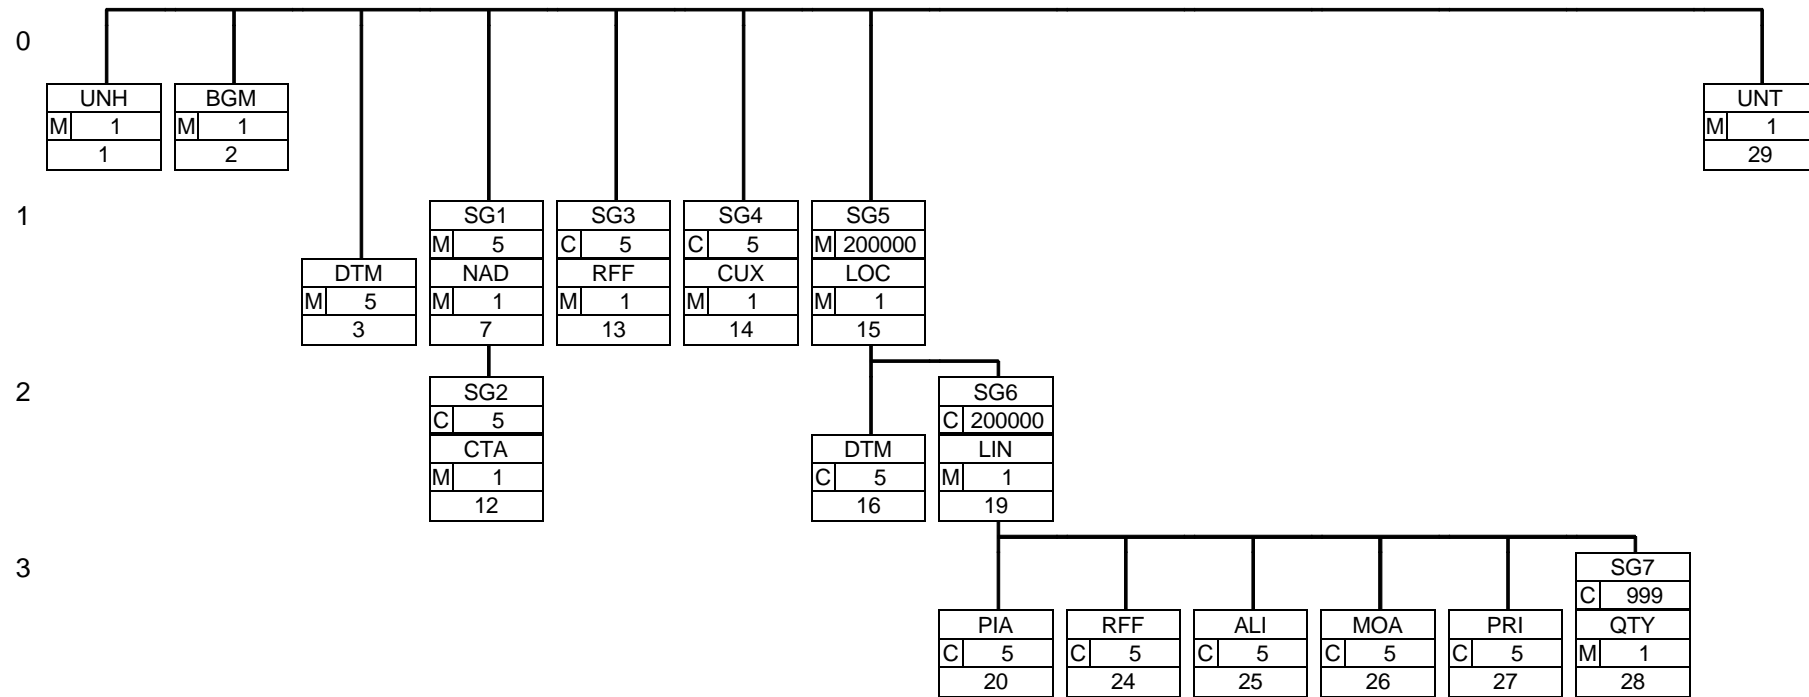 0
UNH BGM UNT
M 1 M 1 M 1
1 2 29
1
SG1 SG3 SG4 SG5
M 5 C 5 C 5 M 200000
DTM NAD RFF CUX LOC
M 5 M 1 M 1 M 1 M 1
3 7 13 14 15
2
SG2 SG6
C 5 C 200000
CTA DTM LIN
M 1 C 5 M 1
12 16 19
3
SG7
C 999
PIA RFF ALI MOA PRI QTY
C 5 C 5 C 5 C 5 C 5 M 1
20 24 25 26 27 28